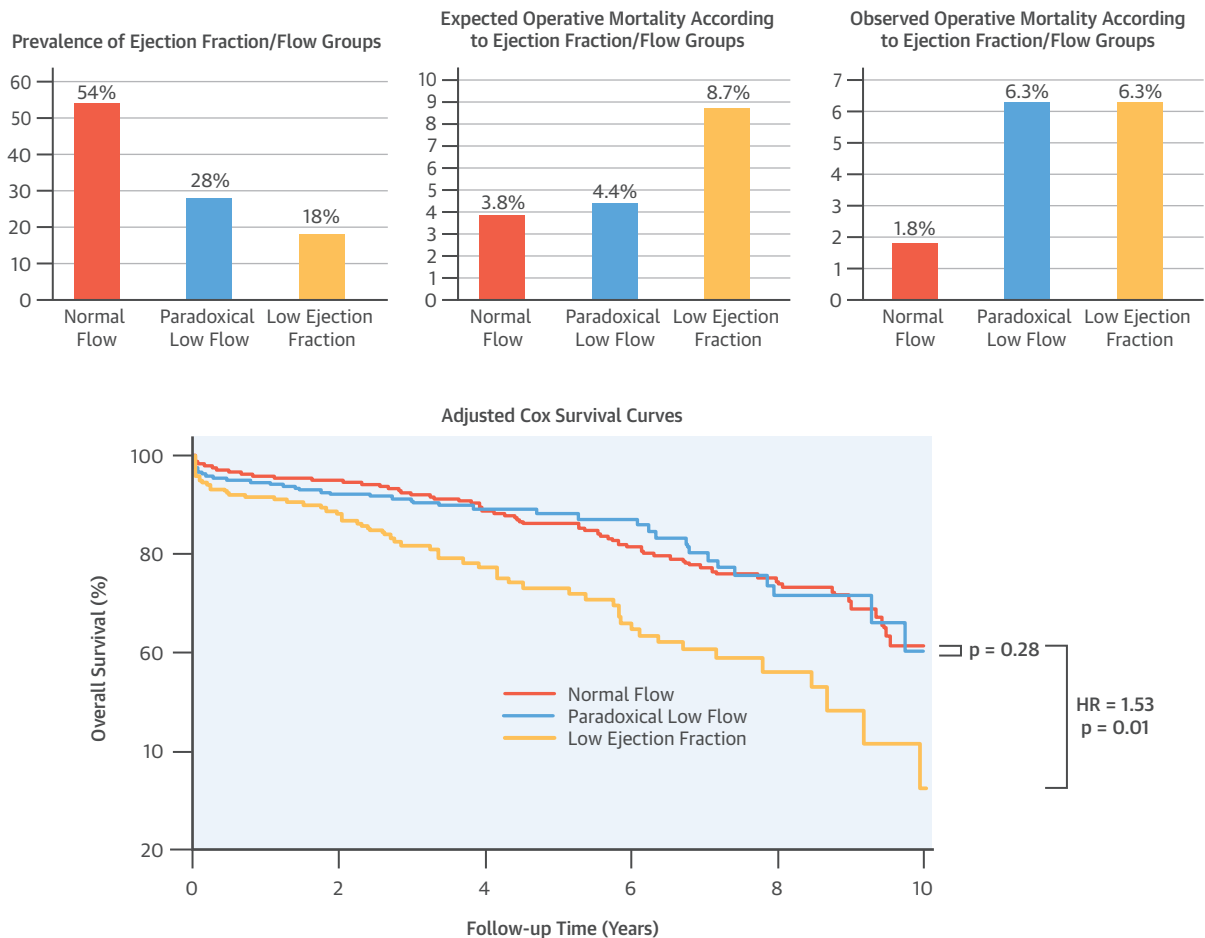 Prevalence of Ejection Fraction/Flow Groups
60
50
40
30
20
10
0
54%
28%
18%
Normal
Flow
Paradoxical
Low Flow
Low Ejection
Fraction
Expected Operative Mortality According
to Ejection Fraction/Flow Groups
10
9
8
7
6
5
4
3
2
1
0
3.8%
4.4%
8.7%
Normal
Flow
Paradoxical
Low Flow
Low Ejection
Fraction
Observed Operative Mortality According
to Ejection Fraction/Flow Groups
7
6
5
4
3
2
1
0
1.8%
6.3%
6.3%
Normal
Flow
Paradoxical
Low Flow
Low Ejection
Fraction
Adjusted Cox Survival Curves
Overall Survival (%)
100
80
60
10
20
Normal Flow
Paradoxical Low Flow
Low Ejection Fraction
p = 0.28
HR = 1.53
p = 0.01
0
2
4
6
8
10
Follow-up Time (Years)